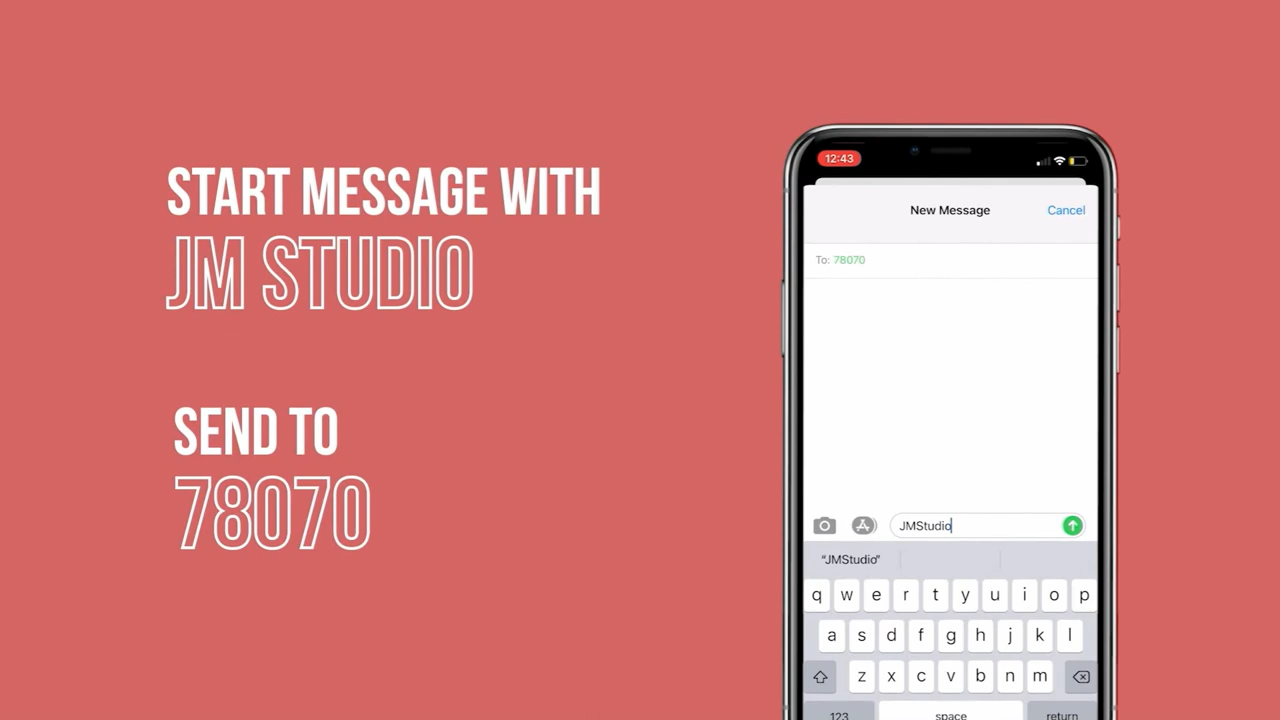 START MESSAGE WITH
JM STUDIO
SEND TO
78070
12:43
New Message
Cancel
To: 78070
JMStudio
“JMStudio”
q w e r t y u i o p
a s d f g h j k l
z x c v b n m
123 space return